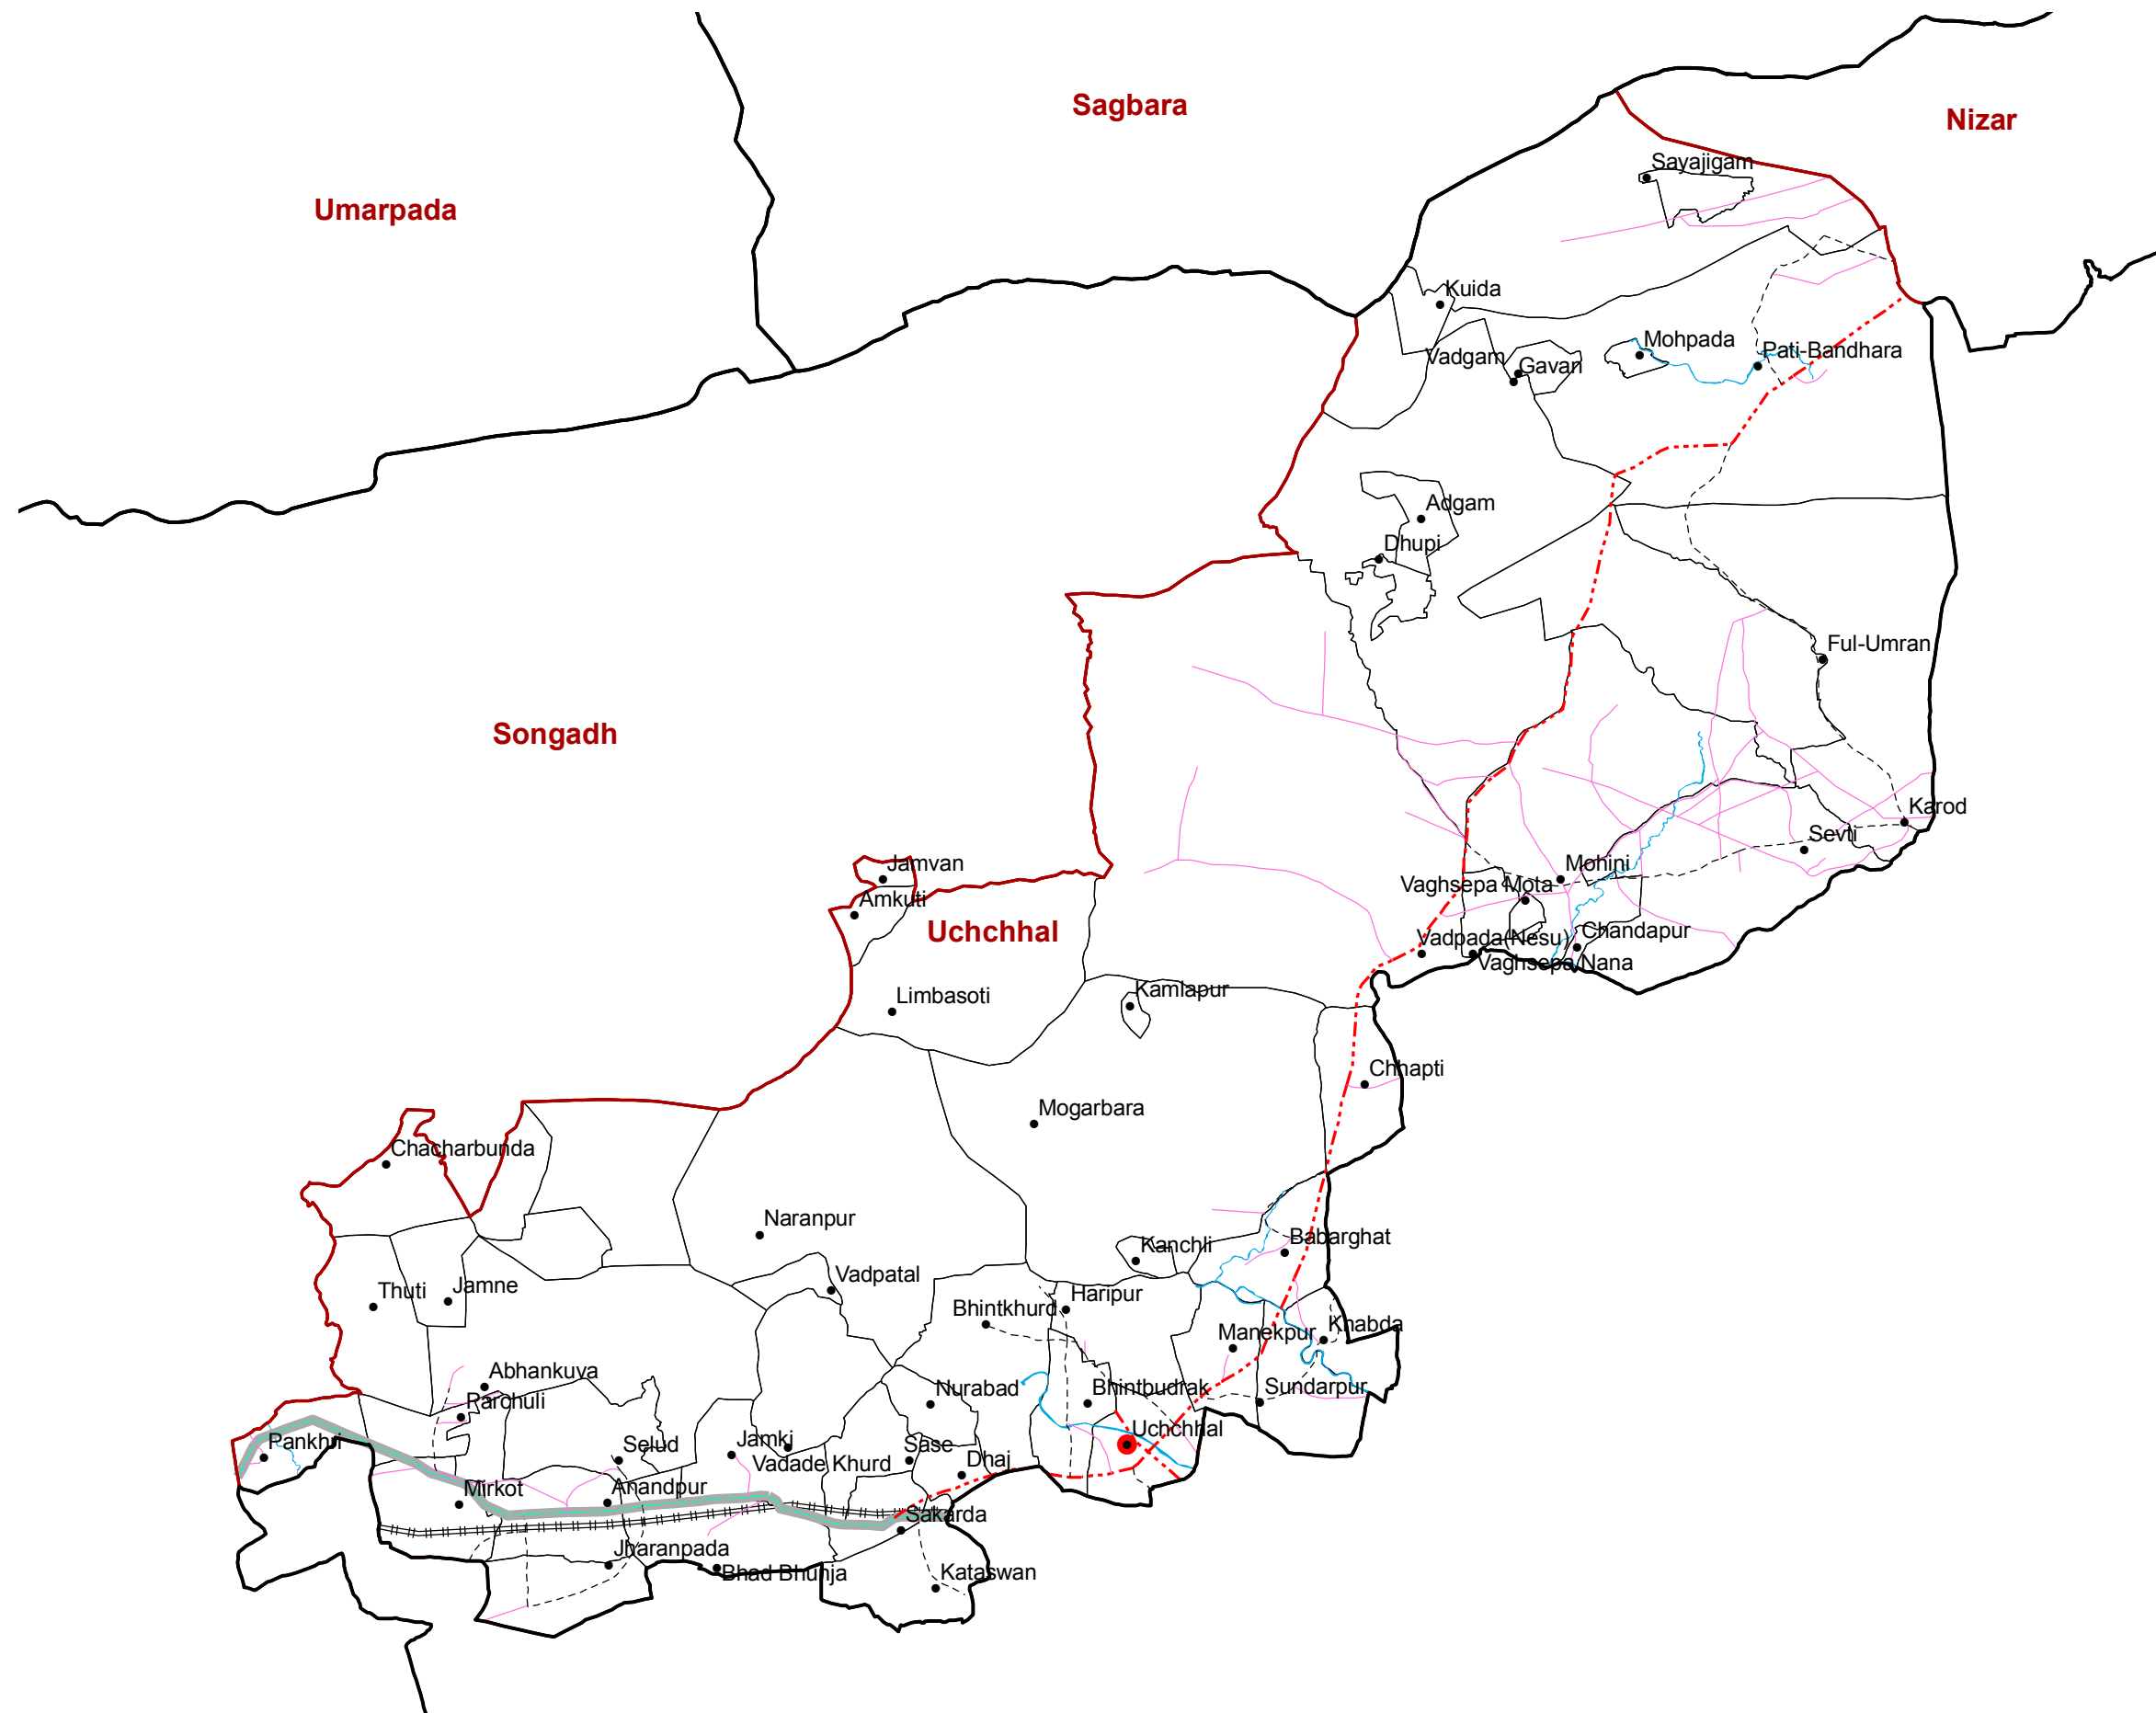 Sagbara
Nizar
Umarpada
Sayajigam
Kuida
Mohpada
Vadgam
Gavan
Pati-Bandhara
Adgam
Dhupi
Ful-Umran
Songadh
Karod
Sevti
Jamvan
Mohini
Vaghsepa Mota
Amkuti
Uchchhal
Chandapur
Vadpada(Nesu)
Vaghsepa Nana
Limbasoti
Kamlapur
Chhapti
Mogarbara
Chacharbunda
Naranpur
Babarghat
Kanchli
Vadpatal
Thuti
Jamne
Haripur
Bhintkhurd
Khabda
Manekpur
Abhankuva
Nurabad
Bhintbudrak
Sundarpur
Parchuli
Uchchhal
Pankhri
Selud
Jamki
Sase
Vadade Khurd
Dhaj
Mirkot
Anandpur
Sakarda
Jharanpada
Bhad Bhunja
Kataswan